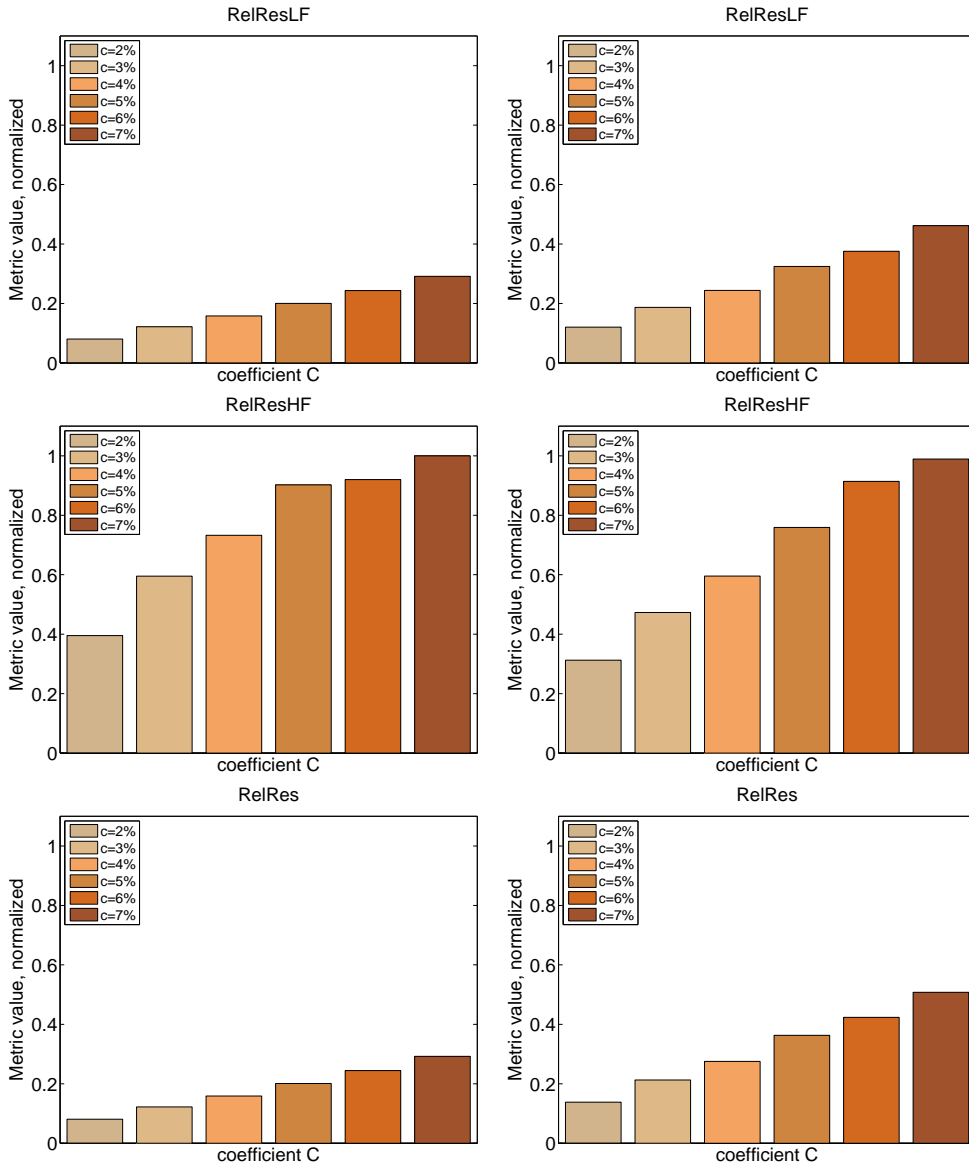 RelResLF
Metric value, normalized
1
0.8
0.6
0.4
0.2
0
c=2%
c=3%
c=4%
c=5%
c=6%
c=7%
coefficient C
RelResLF
Metric value, normalized
1
0.8
0.6
0.4
0.2
0
c=2%
c=3%
c=4%
c=5%
c=6%
c=7%
coefficient C
RelResHF
Metric value, normalized
1
0.8
0.6
0.4
0.2
0
c=2%
c=3%
c=4%
c=5%
c=6%
c=7%
coefficient C
RelResHF
Metric value, normalized
1
0.8
0.6
0.4
0.2
0
c=2%
c=3%
c=4%
c=5%
c=6%
c=7%
coefficient C
RelRes
Metric value, normalized
1
0.8
0.6
0.4
0.2
0
c=2%
c=3%
c=4%
c=5%
c=6%
c=7%
coefficient C
RelRes
Metric value, normalized
1
0.8
0.6
0.4
0.2
0
c=2%
c=3%
c=4%
c=5%
c=6%
c=7%
coefficient C